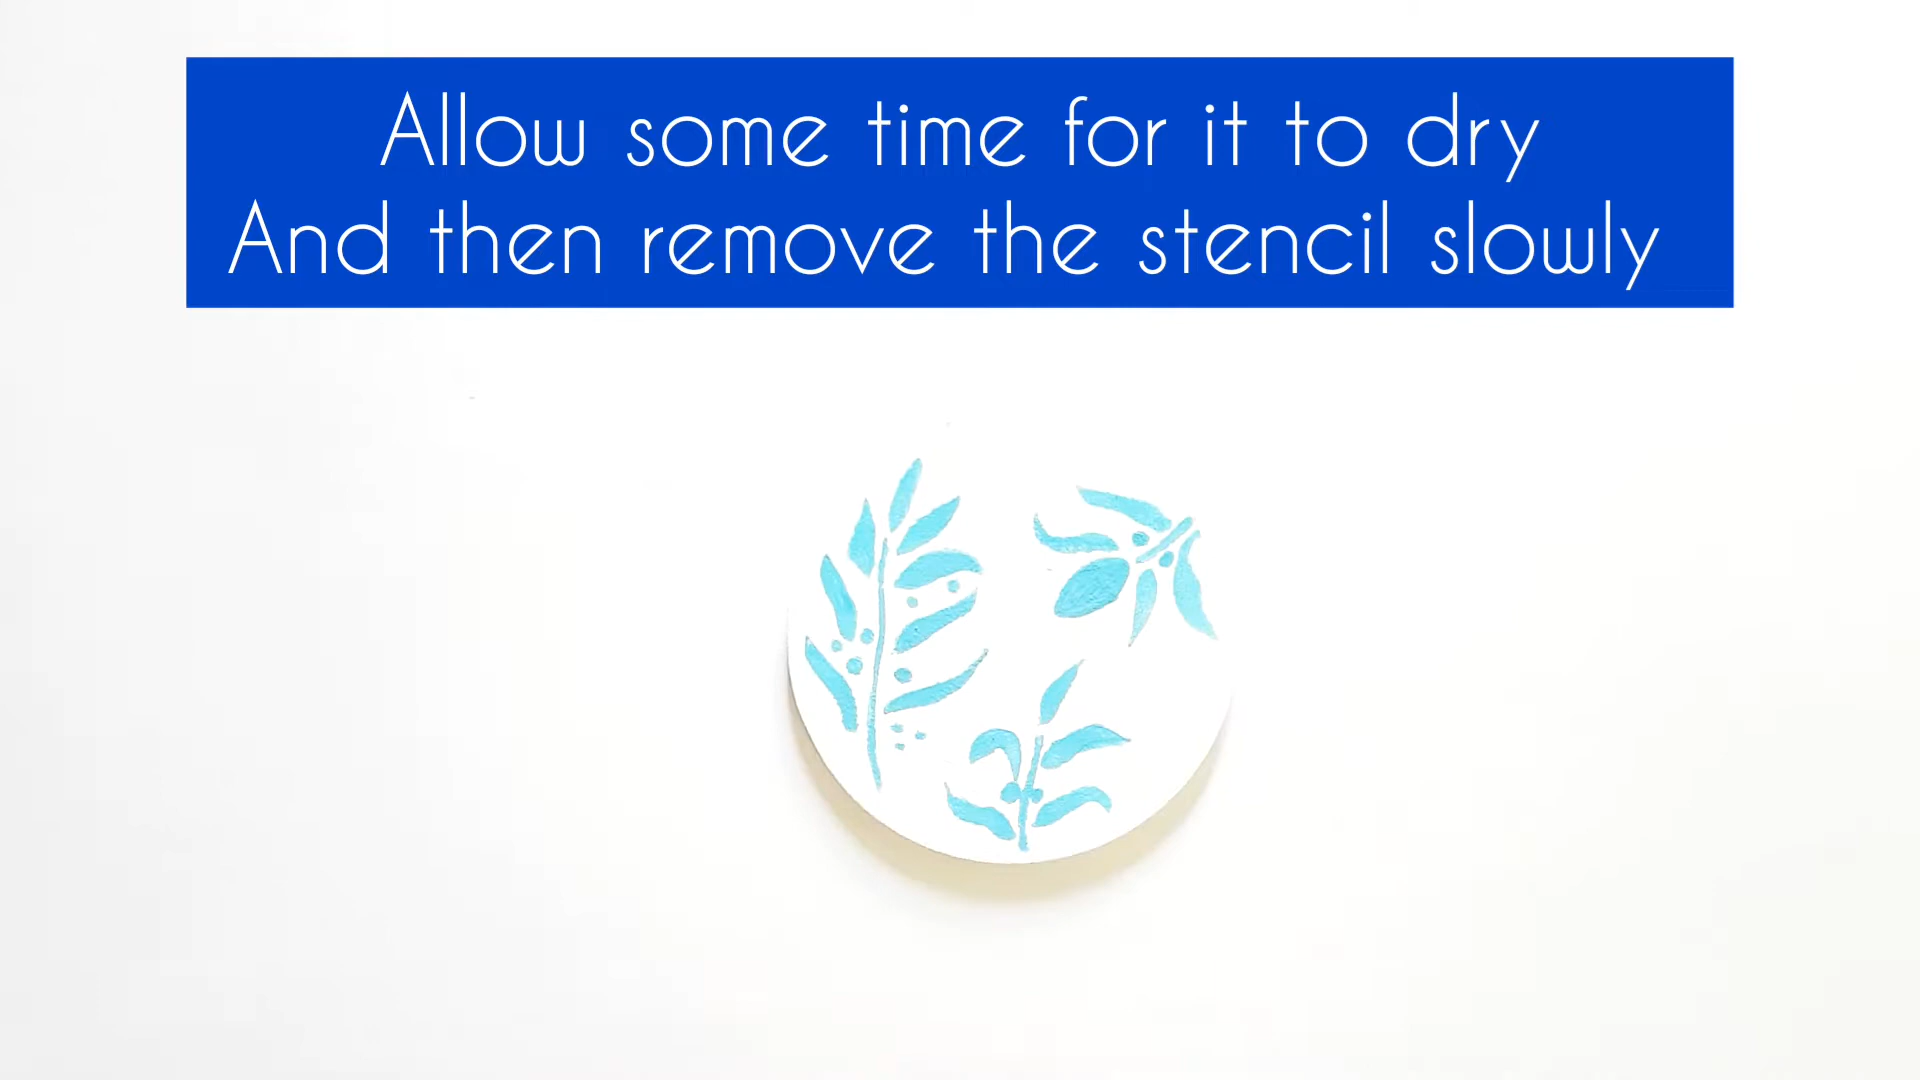 Allow some time for it to dry
And then remove the stencil slowly